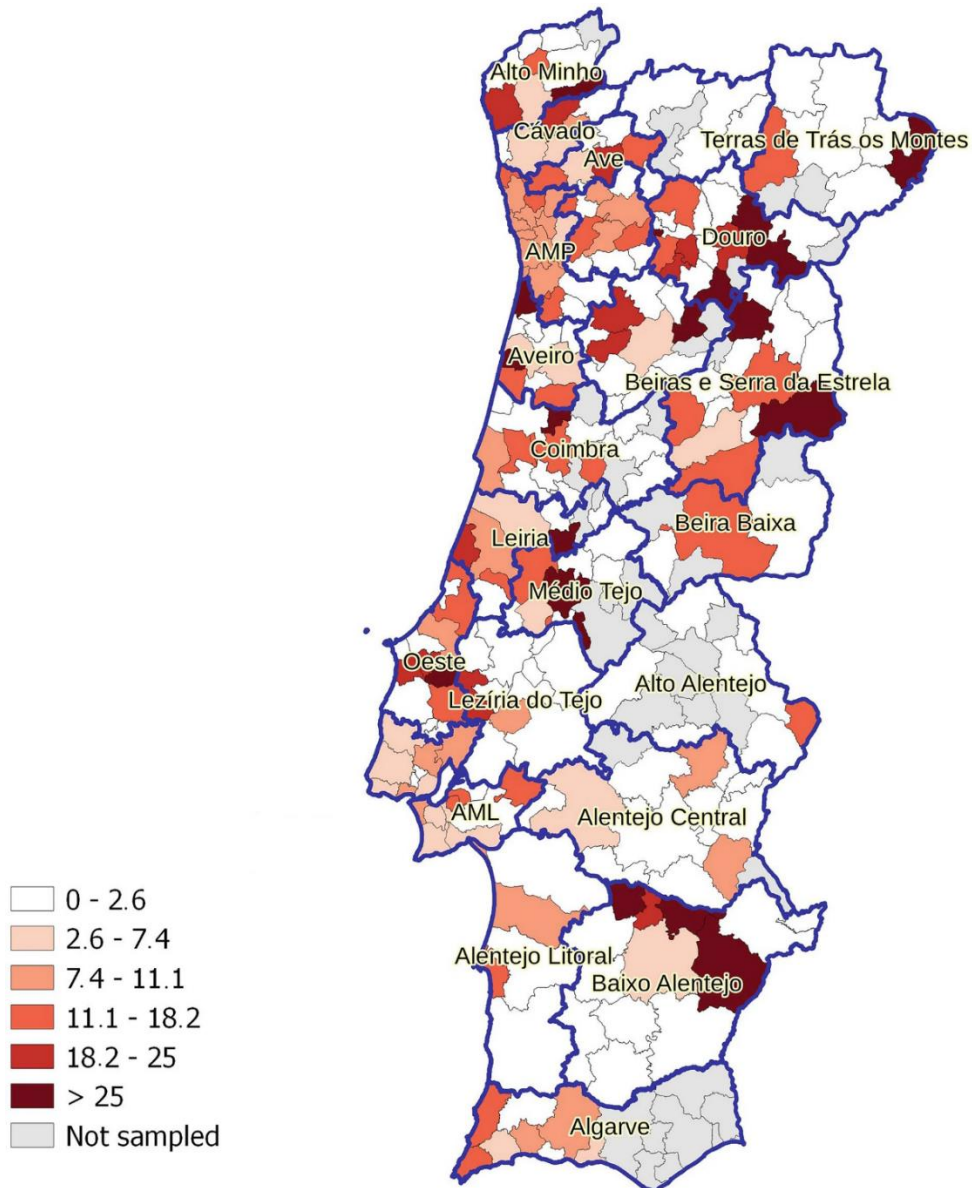 Alto Minho
Cávado
Ave
Terras de Trás os Montes
AMP
Douro
Aveiro
Beiras e Serra da Estrela
Coimbra
Leiria
Beira Baixa
Médio Tejo
Oeste
Lezíria do Tejo
Alto Alentejo
AML
Alentejo Central
Alentejo Litoral
Baixo Alentejo
Algarve
0 - 2.6
2.6 - 7.4
7.4 - 11.1
11.1 - 18.2
18.2 - 25
> 25
Not sampled